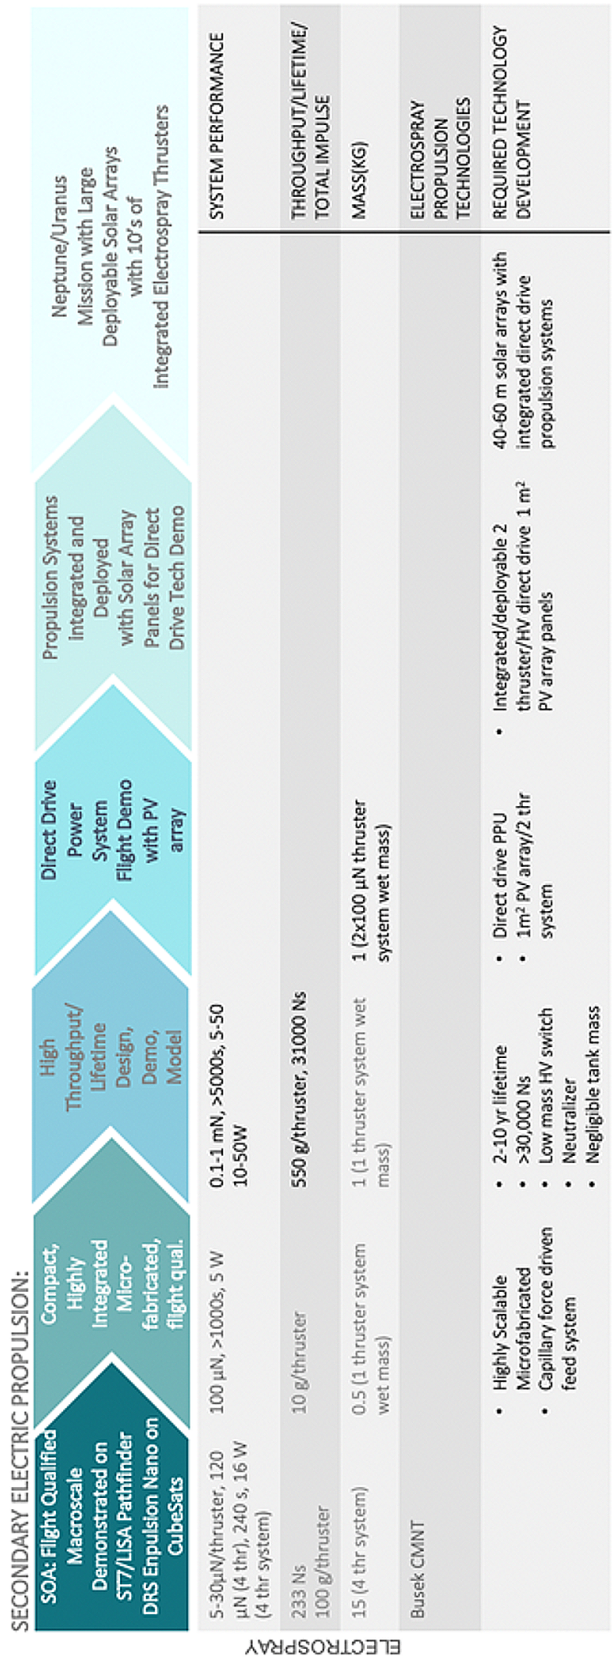 SECONDARY ELECTRIC PROPULSION:
SOA: Flight Qualified
Macroscale
Demonstrated on
ST7/LISA Pathfinder
DRS Enpulsion Nano on
CubeSats
Compact,
Highly
Integrated
Micro-
fabricated,
flight qual.
High
Throughput/
Lifetime
Design,
Demo,
Model
Direct Drive
Power
System
Flight Demo
with PV
array
Propulsion Systems
Integrated and
Deployed
with Solar Array
Panels for Direct
Drive Tech Demo
Neptune/Uranus
Mission with Large
Deployable Solar Arrays
with 10's of
Integrated Electrospray Thrusters
ELECTROSPRAY
5-30µN/thruster, 120
µN (4 thr), 240 s, 16 W
(4 thr system)
100 µN, >1000s, 5 W
0.1-1 mN, >5000s, 5-50
10-50W
SYSTEM PERFORMANCE
233 Ns
100 g/thruster
10 g/thruster
550 g/thruster, 31000 Ns
THROUGHPUT/LIFETIME/
TOTAL IMPULSE
15 (4 thr system)
0.5 (1 thruster system
wet mass)
1 (1 thruster system wet
mass)
1 (2x100 µN thruster
system wet mass)
MASS(KG)
Busek CMNT
ELECTROSPRAY
PROPULSION
TECHNOLOGIES
• Highly Scalable
Microfabricated
• Capillary force driven
feed system
• 2-10 yr lifetime
• >30,000 Ns
• Low mass HV switch
• Neutralizer
• Negligible tank mass
• Direct drive PPU
• 1m² PV array/2 thr
system
• Integrated/deployable 2
thruster/HV direct drive 1 m²
PV array panels
40-60 m solar arrays with
integrated direct drive
propulsion systems
REQUIRED TECHNOLOGY
DEVELOPMENT